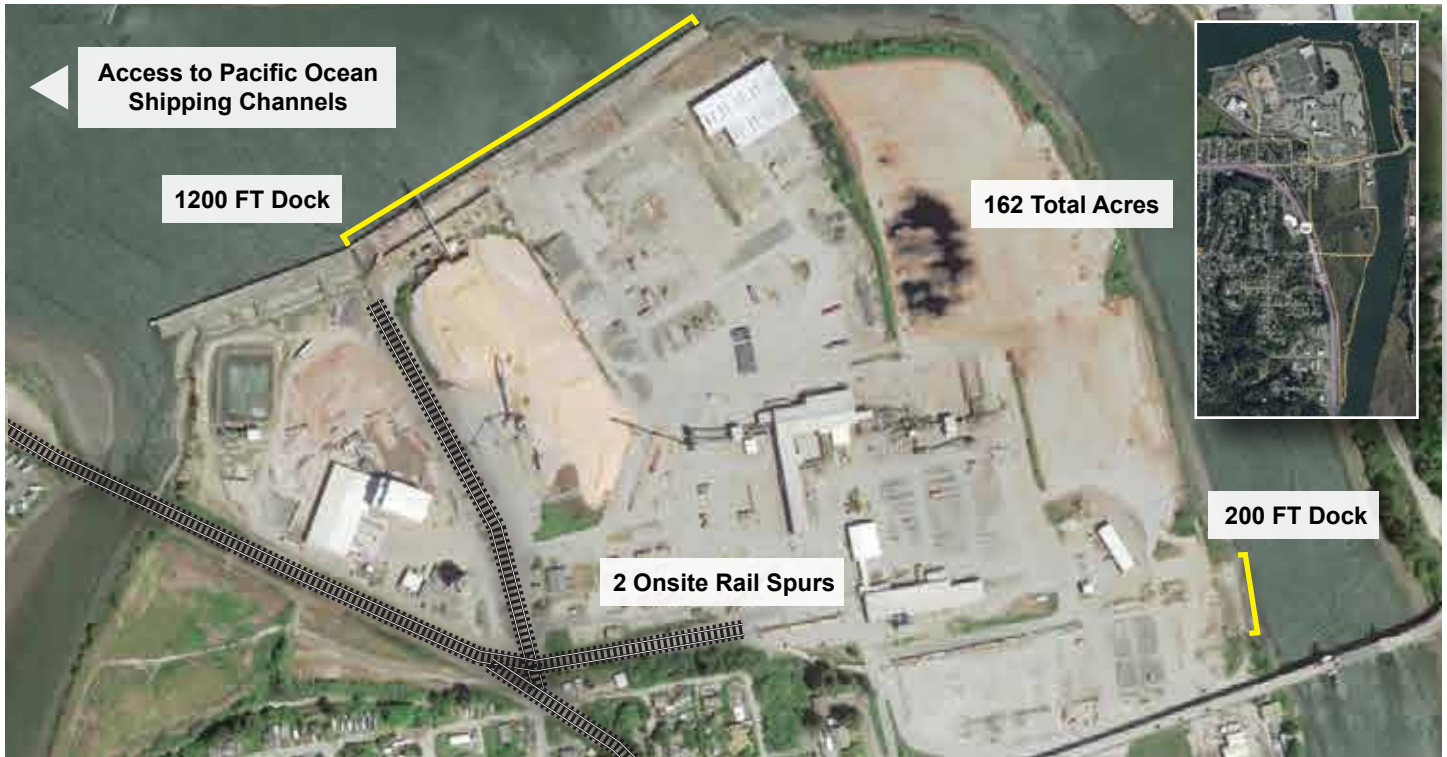 Access to Pacific Ocean
Shipping Channels
1200 FT Dock
162 Total Acres
200 FT Dock
2 Onsite Rail Spurs